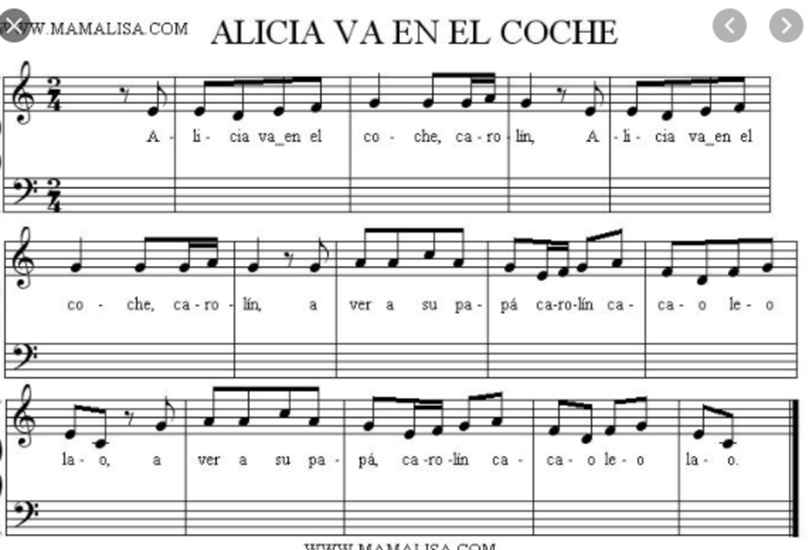 WWW.MAMALISA.COM
ALICIA VA EN EL COCHE
2 4
A - li - cia va_en el co - che, ca - ro - lín, A - li - cia va_en el
2 4
co - che, ca - ro - lín, a ver a su pa - pá ca-ro-lín ca - ca - o le - o
la - o, a ver a su pa - pá, ca -ro -lín ca - ca - o le - o la - o.
WWW.MAMALISA.COM